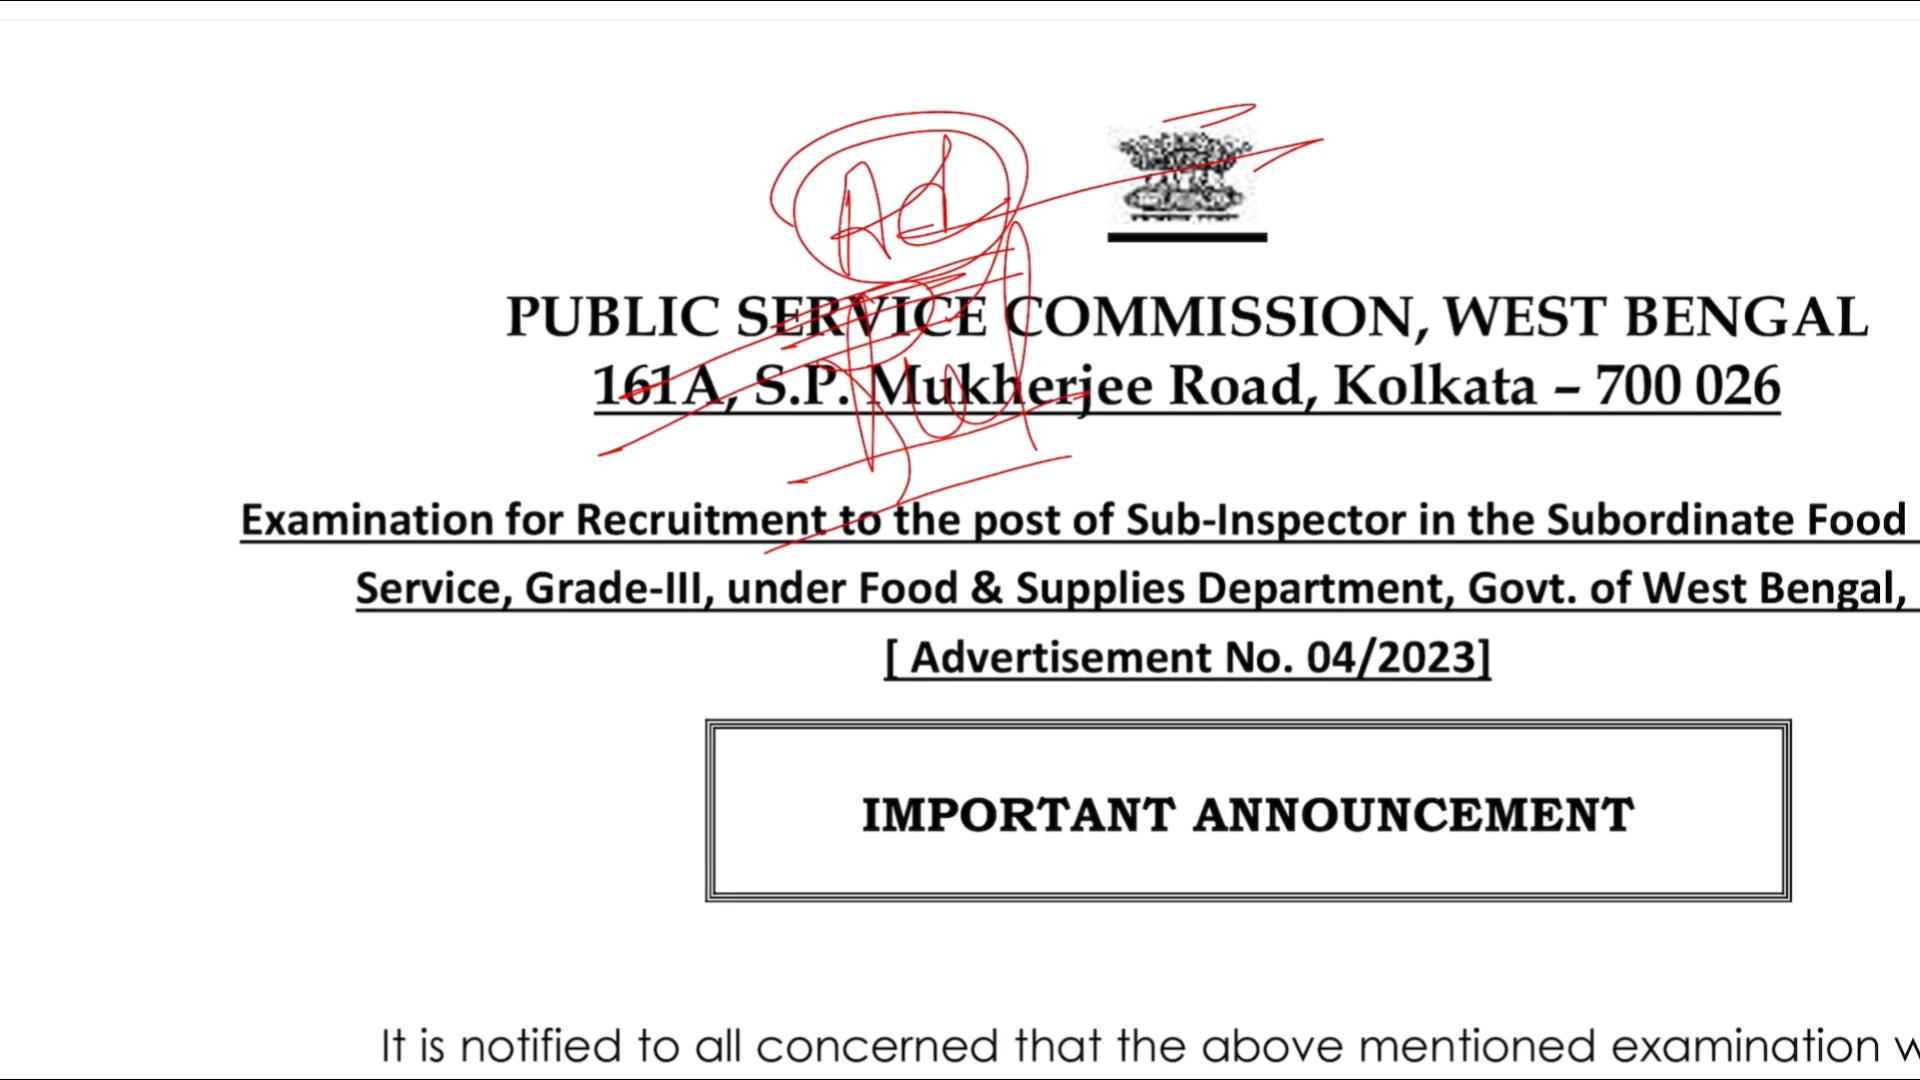 Ad
PUBLIC SERVICE COMMISSION, WEST BENGAL
161A, S.P. Mukherjee Road, Kolkata – 700 026
Examination for Recruitment to the post of Sub-Inspector in the Subordinate Food
Service, Grade-III, under Food & Supplies Department, Govt. of West Bengal,
[ Advertisement No. 04/2023]
IMPORTANT ANNOUNCEMENT
It is notified to all concerned that the above mentioned examination